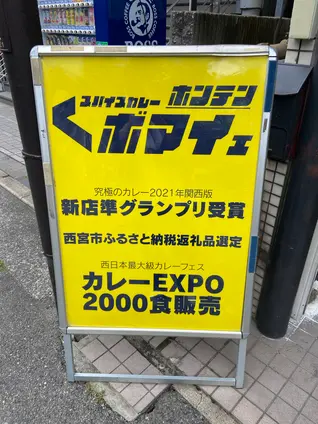 BOSS
スパイスカレー ホンテン
くボマイェ
究極のカレー2021年関西版
新店準グランプリ受賞
西宮市ふるさと納税返礼品選定
西日本最大級カレーフェス
カレーEXPO
2000食販売